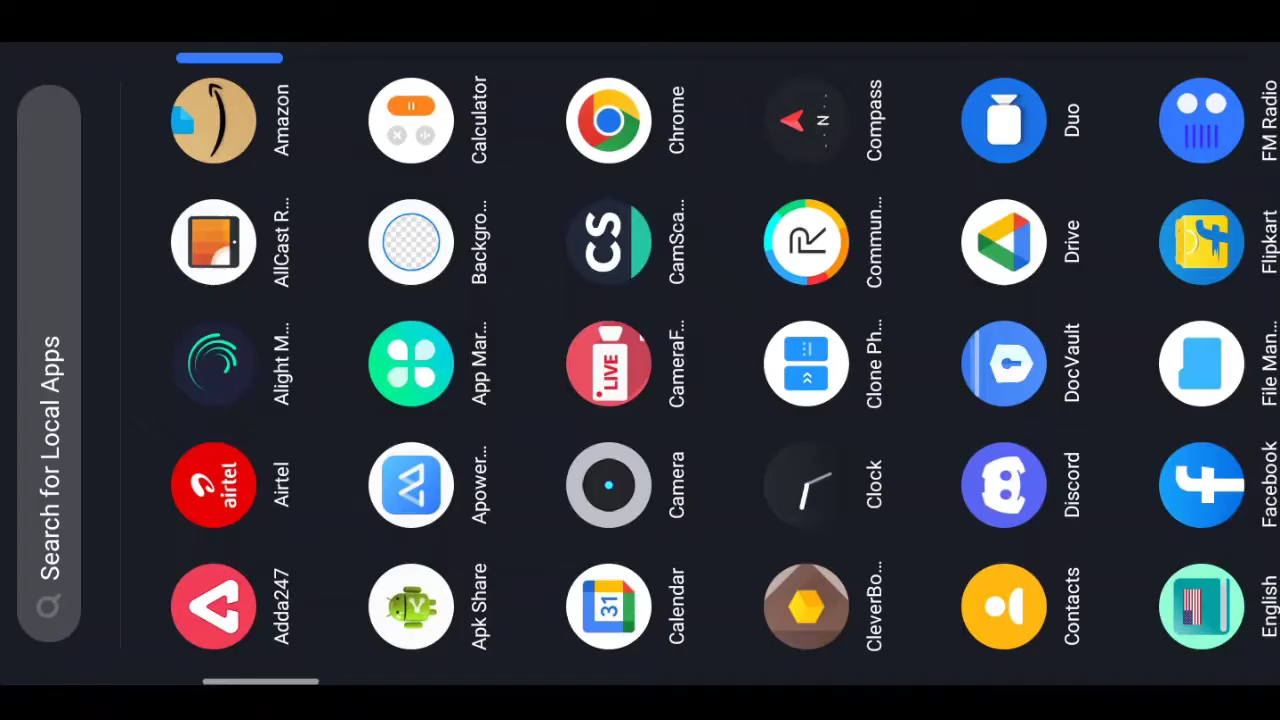 Search for Local Apps
Adda247
airtel
Airtel
Alight M...
AllCast R...
Amazon
Apk Share
Apower...
App Mar...
Backgro...
Calculator
31
Calendar
Camera
LIVE
CameraF...
CS
CamSca...
Chrome
CleverBo...
Clock
Clone Ph...
R
Commun...
N
Compass
Contacts
Discord
DocVault
Drive
Duo
English
Facebook
File Man...
Flipkart
FM Radio